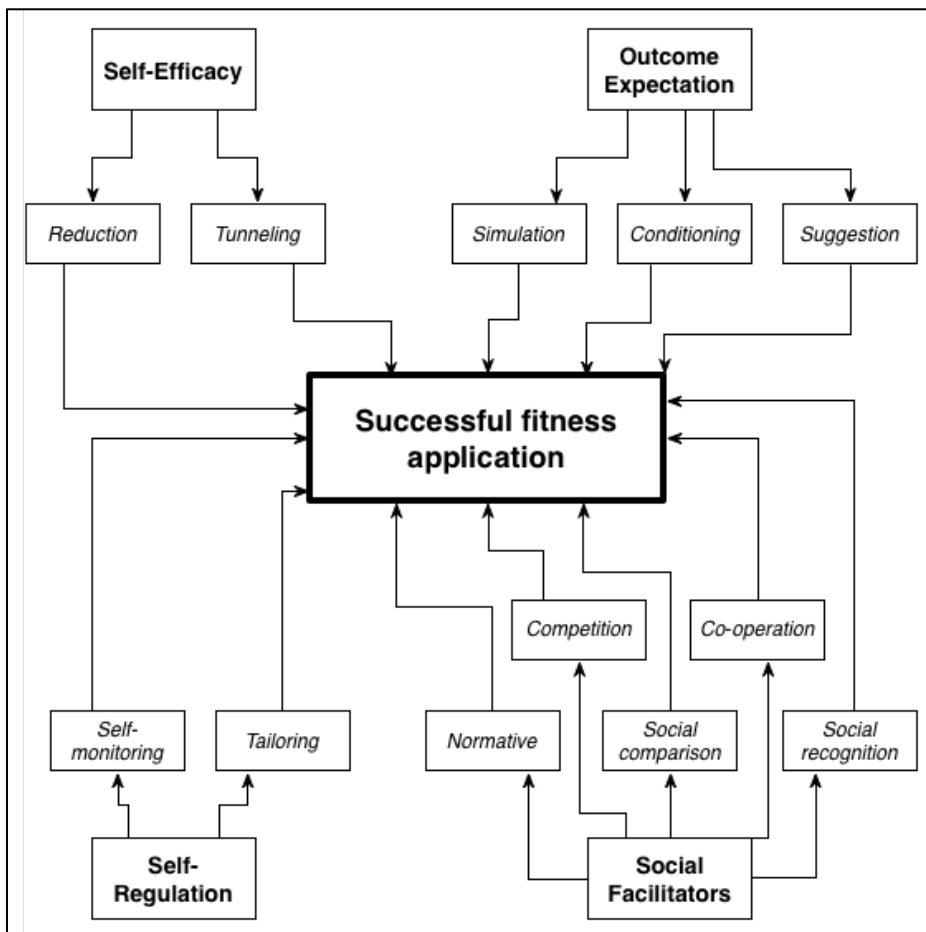 Self-Efficacy
Outcome
Expectation
Reduction
Tunneling
Simulation
Conditioning
Suggestion
Successful fitness
application
Competition
Co-operation
Self-
monitoring
Tailoring
Normative
Social
comparison
Social
recognition
Self-
Regulation
Social
Facilitators